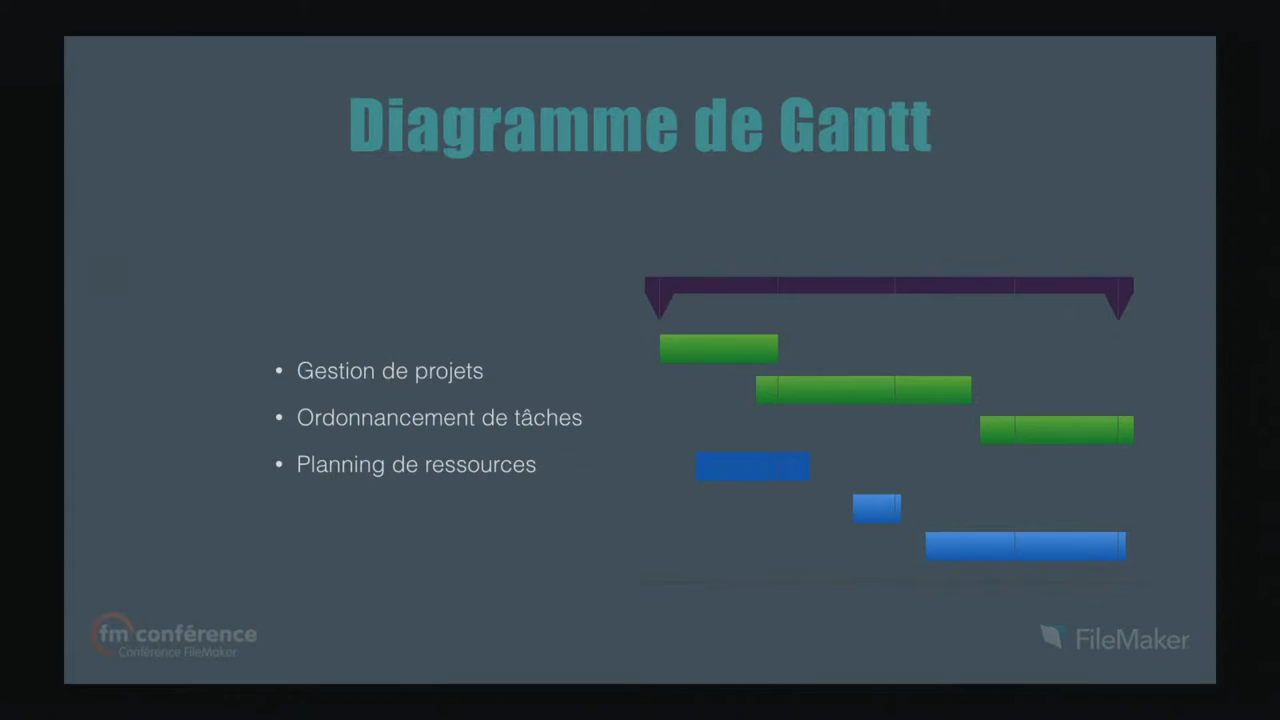 Diagramme de Gantt
• Gestion de projets
• Ordonnancement de tâches
• Planning de ressources
fm conférence
Conférence FileMaker
FileMaker